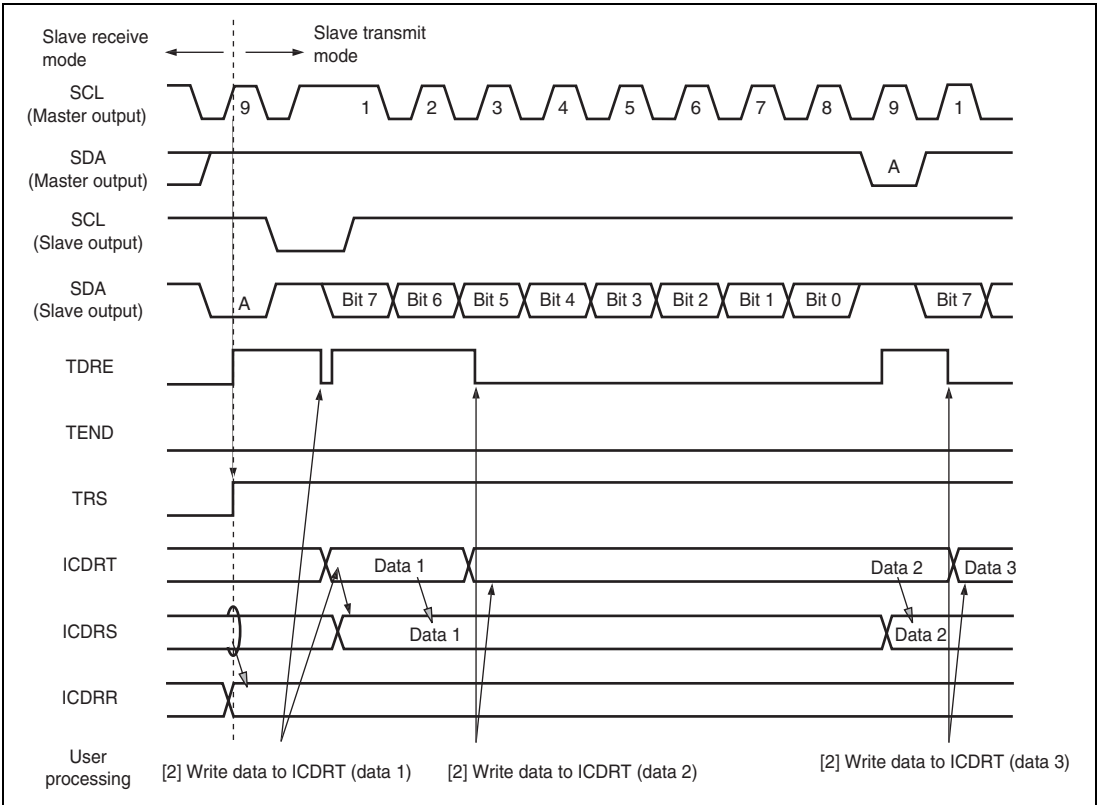 Slave receive
mode
Slave transmit
mode
SCL
(Master output)
9 1 2 3 4 5 6 7 8 9 1
SDA
(Master output)
A
SCL
(Slave output)
SDA
(Slave output)
A Bit 7 Bit 6 Bit 5 Bit 4 Bit 3 Bit 2 Bit 1 Bit 0 Bit 7
TDRE
TEND
TRS
ICDRT
Data 1 Data 2 Data 3
ICDRS
Data 1 Data 2
ICDRR
User
processing
[2] Write data to ICDRT (data 1) [2] Write data to ICDRT (data 2) [2] Write data to ICDRT (data 3)